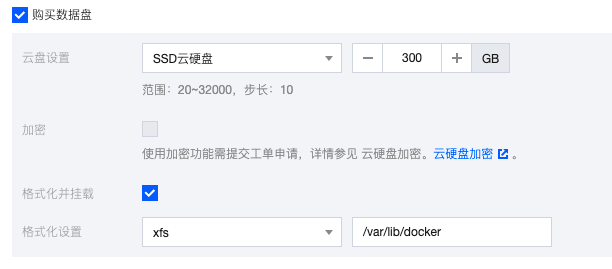 购买数据盘
云盘设置
SSD云硬盘
300
GB
范围：20~32000，步长：10
加密
使用加密功能需提交工单申请，详情参见 云硬盘加密。云硬盘加密 。
格式化并挂载
格式化设置
xfs
/var/lib/docker